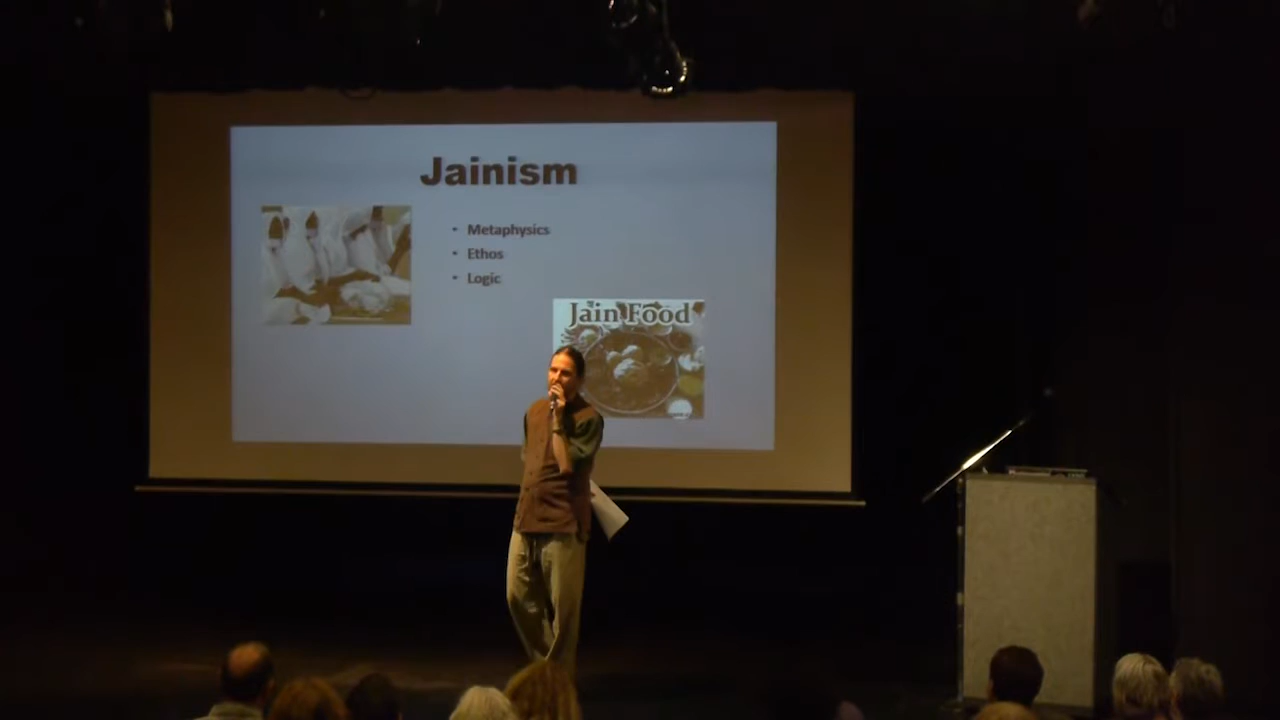 Jainism
• Metaphysics
• Ethos
• Logic
Jain Food